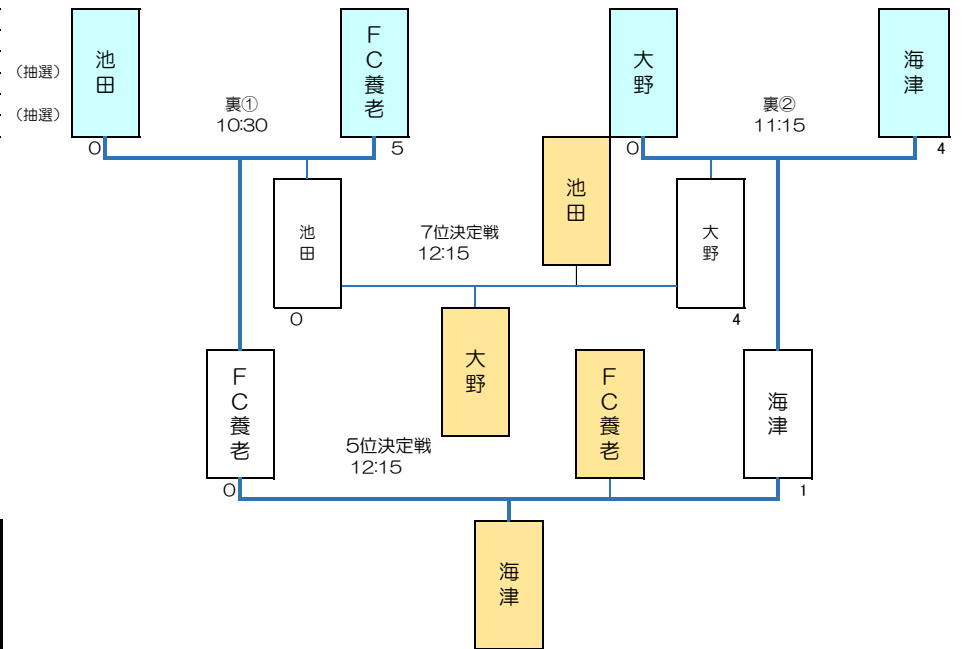 池田
FC養老
大野
海津
（抽選）
（抽選）
裏①
10:30
裏②
11:15
0
5
0
4
池田
池田
大野
7位決定戦
12:15
0
4
大野
FC養老
FC養老
海津
5位決定戦
12:15
0
1
海津